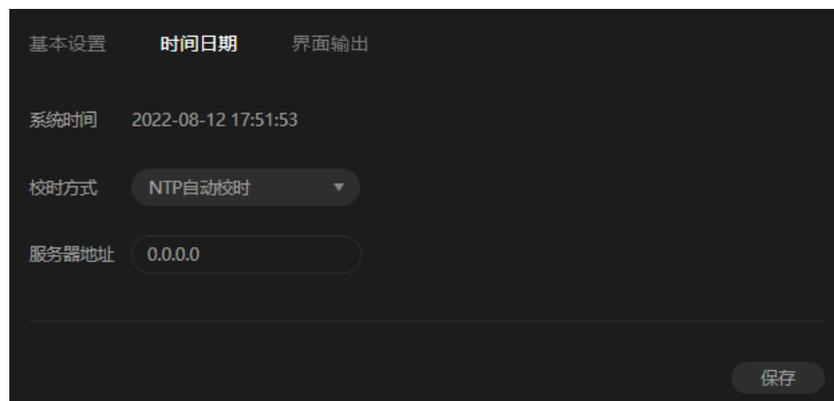 基本设置 时间日期 界面输出
系统时间 2022-08-12 17:51:53
校时方式 NTP自动校时
服务器地址 0.0.0.0
保存